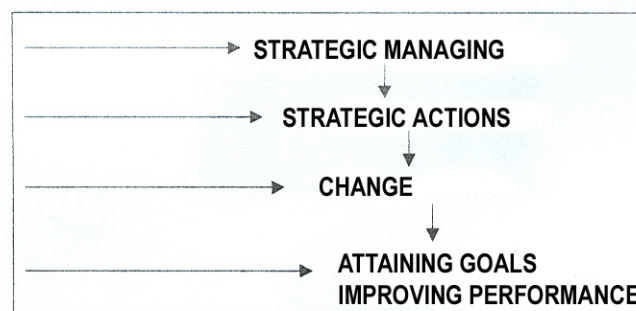 STRATEGIC MANAGING
STRATEGIC ACTIONS
CHANGE
ATTAINING GOALS
IMPROVING PERFORMANCE